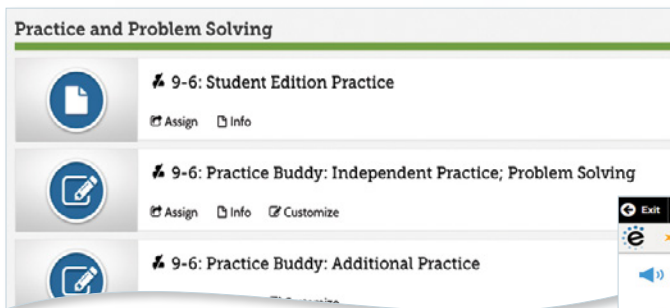 Practice and Problem Solving
9-6: Student Edition Practice
Assign Info
9-6: Practice Buddy: Independent Practice; Problem Solving
Assign Info Customize
Exit
e
9-6: Practice Buddy: Additional Practice
Customize